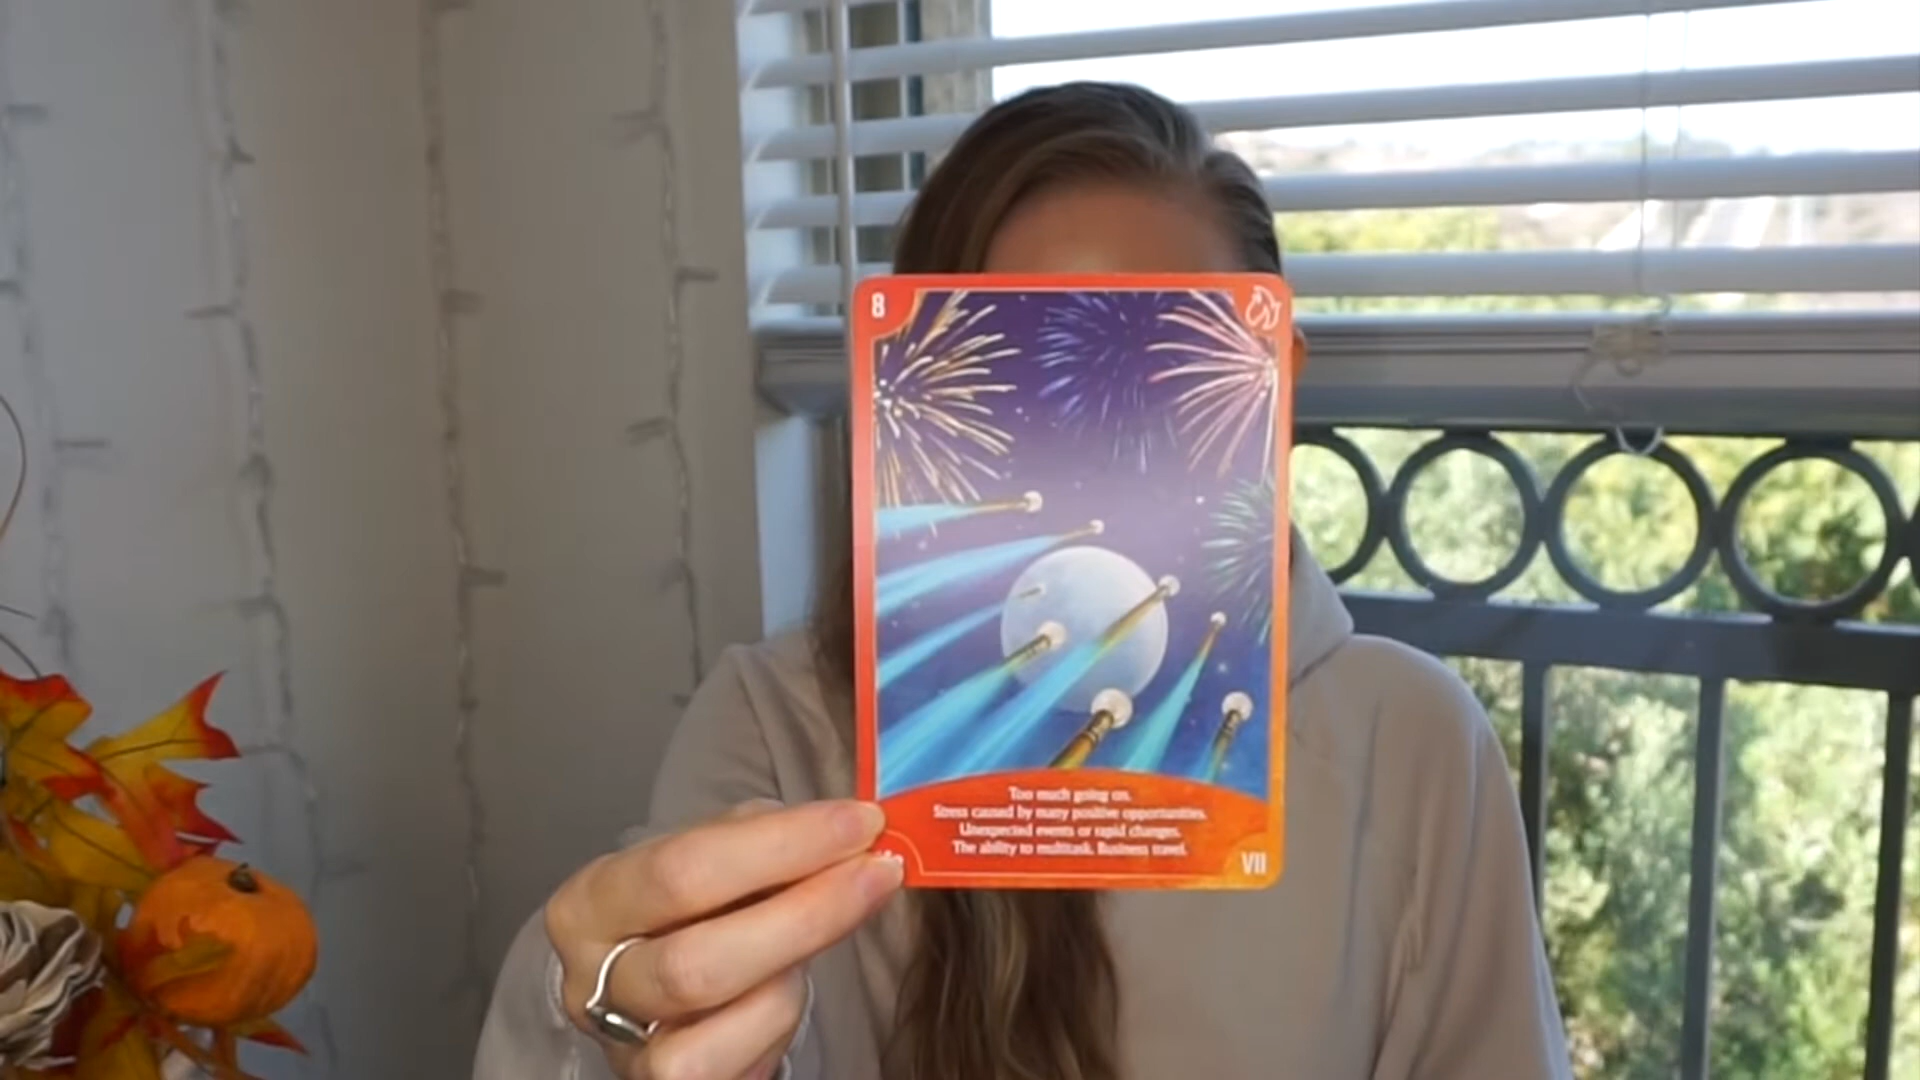 8
Too much going on.
Stress caused by many positive opportunities.
Unexpected events or rapid changes.
The ability to multitask. Business travel.
VII